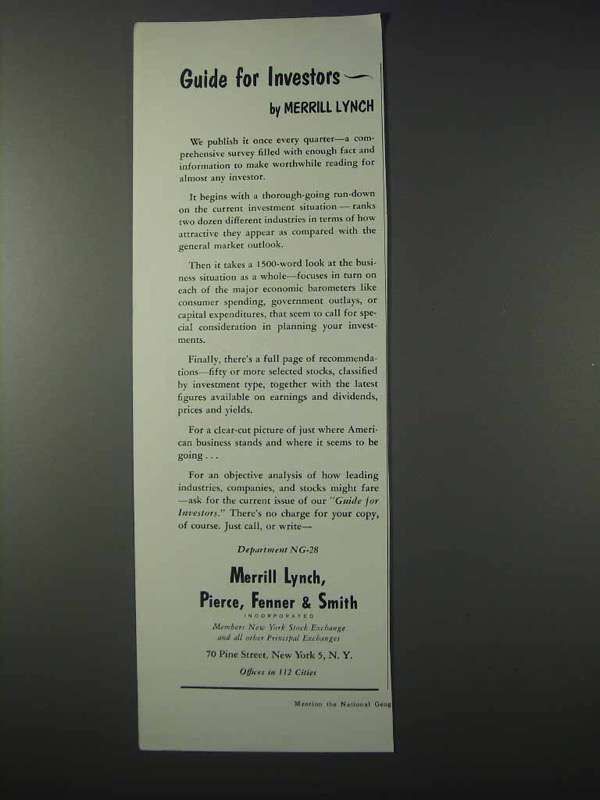 Guide for Investors
by MERRILL LYNCH
We publish it once every quarter—a com-
prehensive survey filled with enough fact and
information to make worthwhile reading for
almost any investor.
It begins with a thorough-going run-down
on the current investment situation—ranks
two dozen different industries in terms of how
attractive they appear as compared with the
general market outlook.
Then it takes a 1500-word look at the busi-
ness situation as a whole—focuses in turn on
each of the major economic barometers like
consumer spending, government outlays, or
capital expenditures, that seem to call for spe-
cial consideration in planning your invest-
ments.
Finally, there's a full page of recommenda-
tions—fifty or more selected stocks, classified
by investment type, together with the latest
figures available on earnings and dividends,
prices and yields.
For a clear-cut picture of just where Ameri-
can business stands and where it seems to be
going . . .
For an objective analysis of how leading
industries, companies, and stocks might fare
—ask for the current issue of our "Guide for
Investors." There's no charge for your copy,
of course. Just call, or write—
Department NG-28
Merrill Lynch,
Pierce, Fenner & Smith
INCORPORATED
Members New York Stock Exchange
and all other Principal Exchanges
70 Pine Street, New York 5, N. Y.
Offices in 112 Cities
Mention the National Geog